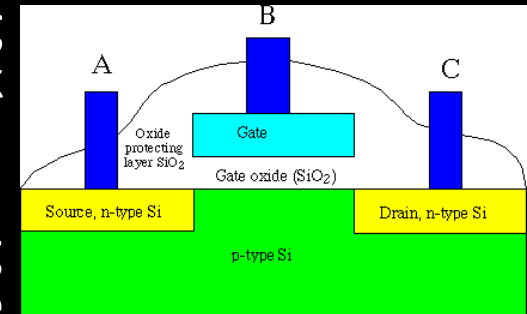 B
A
C
Oxide
protecting
layer SiO₂
Gate
Gate oxide (SiO₂)
Source, n-type Si
Drain, n-type Si
p-type Si